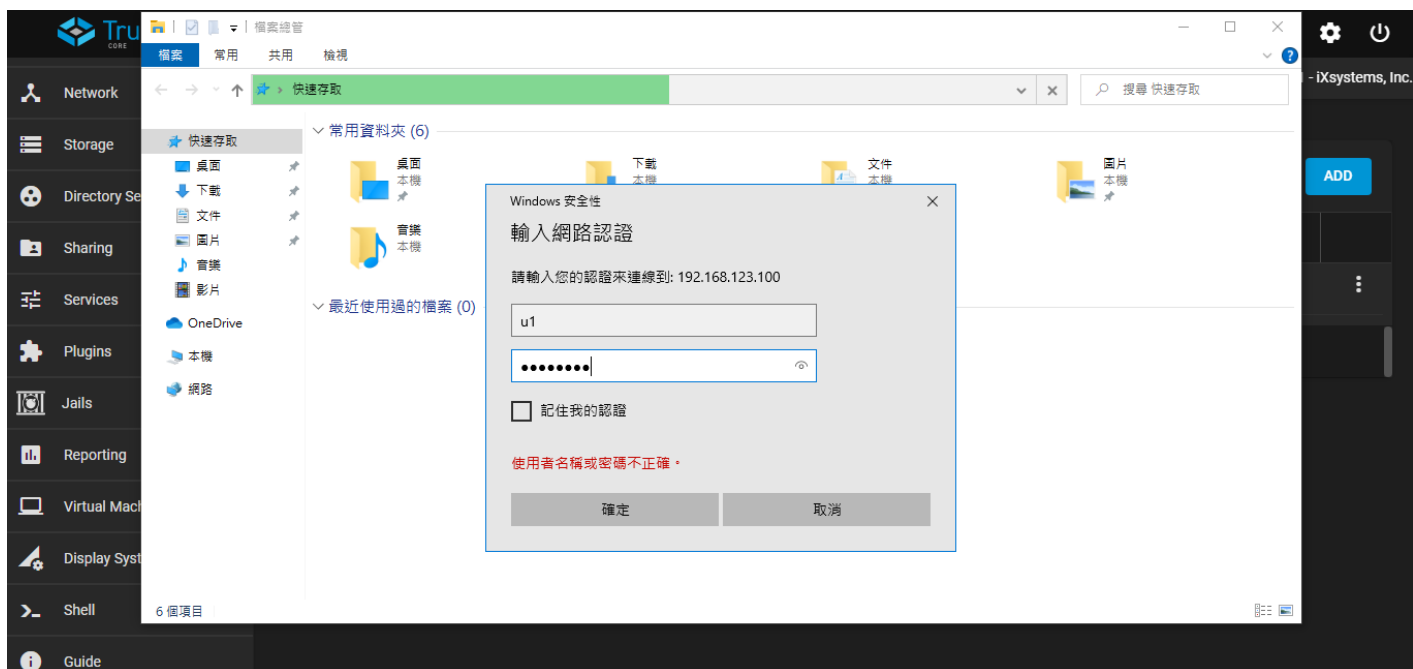 Tru
CORE
檔案總管
檔案 常用 共用 檢視
- iXsystems, Inc.
快速存取
搜尋 快速存取
Network
Storage
Directory Se
Sharing
Services
Plugins
Jails
Reporting
Virtual Mach
Display Syst
Shell
Guide
快速存取
桌面
下載
文件
圖片
音樂
影片
OneDrive
本機
網路
常用資料夾 (6)
桌面
本機
下載
本機
文件
本機
圖片
本機
音樂
本機
最近使用過的檔案 (0)
ADD
Windows 安全性
輸入網路認證
請輸入您的認證來連線到: 192.168.123.100
u1
••••••••
記住我的認證
使用者名稱或密碼不正確。
確定 取消
6 個項目